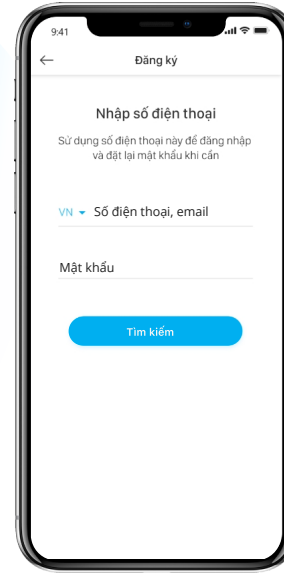 9:41
Đăng ký
Nhập số điện thoại
Sử dụng số điện thoại này để đăng nhập
và đặt lại mật khẩu khi cần
VN Số điện thoại, email
Mật khẩu
Tìm kiếm